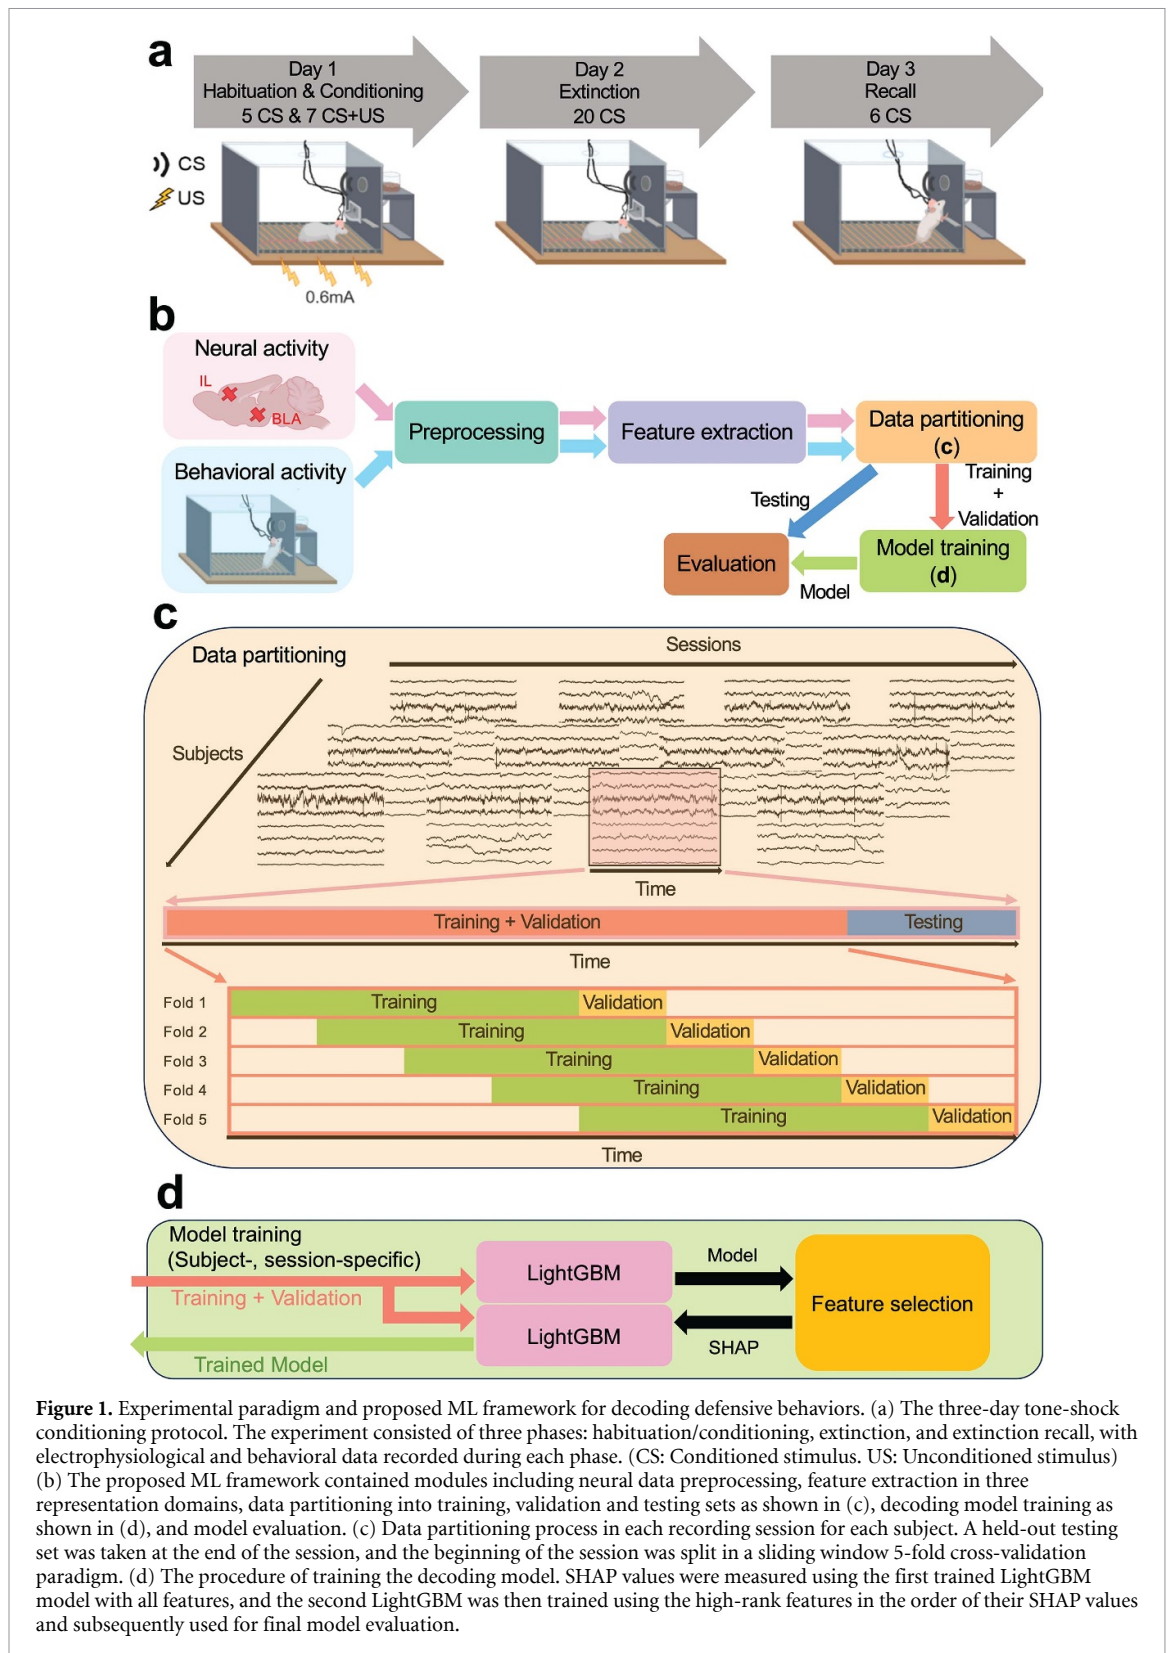 a
Day 1
Habituation & Conditioning
5 CS & 7 CS+US
Day 2
Extinction
20 CS
Day 3
Recall
6 CS
CS
US
0.6mA
b
Neural activity
IL
BLA
Behavioral activity
Preprocessing
Feature extraction
Data partitioning
(c)
Testing
Training
+
Validation
Evaluation
Model
Model training
(d)
c
Data partitioning
Sessions
Subjects
Time
Training + Validation
Testing
Time
Fold 1
Training
Validation
Fold 2
Training
Validation
Fold 3
Training
Validation
Fold 4
Training
Validation
Fold 5
Training
Validation
Time
d
Model training
(Subject-, session-specific)
Training + Validation
Trained Model
LightGBM
LightGBM
Model
SHAP
Feature selection
Figure 1. Experimental paradigm and proposed ML framework for decoding defensive behaviors. (a) The three-day tone-shock
conditioning protocol. The experiment consisted of three phases: habituation/conditioning, extinction, and extinction recall, with
electrophysiological and behavioral data recorded during each phase. (CS: Conditioned stimulus. US: Unconditioned stimulus)
(b) The proposed ML framework contained modules including neural data preprocessing, feature extraction in three
representation domains, data partitioning into training, validation and testing sets as shown in (c), decoding model training as
shown in (d), and model evaluation. (c) Data partitioning process in each recording session for each subject. A held-out testing
set was taken at the end of the session, and the beginning of the session was split in a sliding window 5-fold cross-validation
paradigm. (d) The procedure of training the decoding model. SHAP values were measured using the first trained LightGBM
model with all features, and the second LightGBM was then trained using the high-rank features in the order of their SHAP values
and subsequently used for final model evaluation.